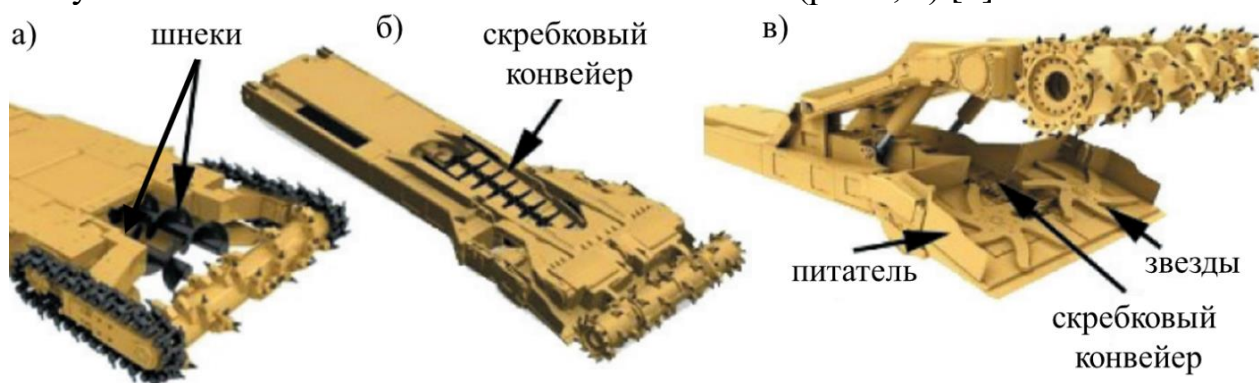 а)
шнеки
б)
скребковый
конвейер
в)
питатель
звезды
скребковый
конвейер